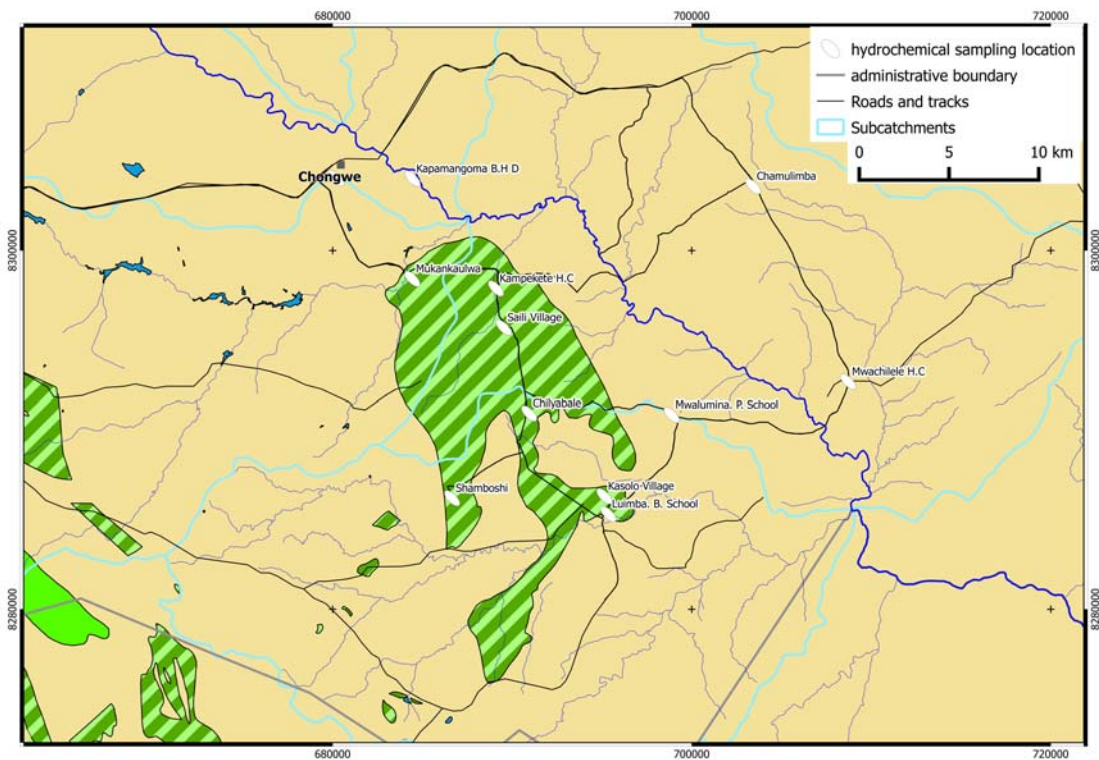 680000
700000
720000
hydrochemical sampling location
administrative boundary
Roads and tracks
Subcatchments
0 5 10 km
Kapamangoma B.H D
Chongwe
Chamulimba
8300000
8300000
Mukankaulwa
Kampekete H.C
Saili Village
Mwachilele H.C
Chilyabale
Mwalumina. P. School
Shamboshi
Kasolo-Village
Luimba. B. School
8280000
8280000
680000
700000
720000